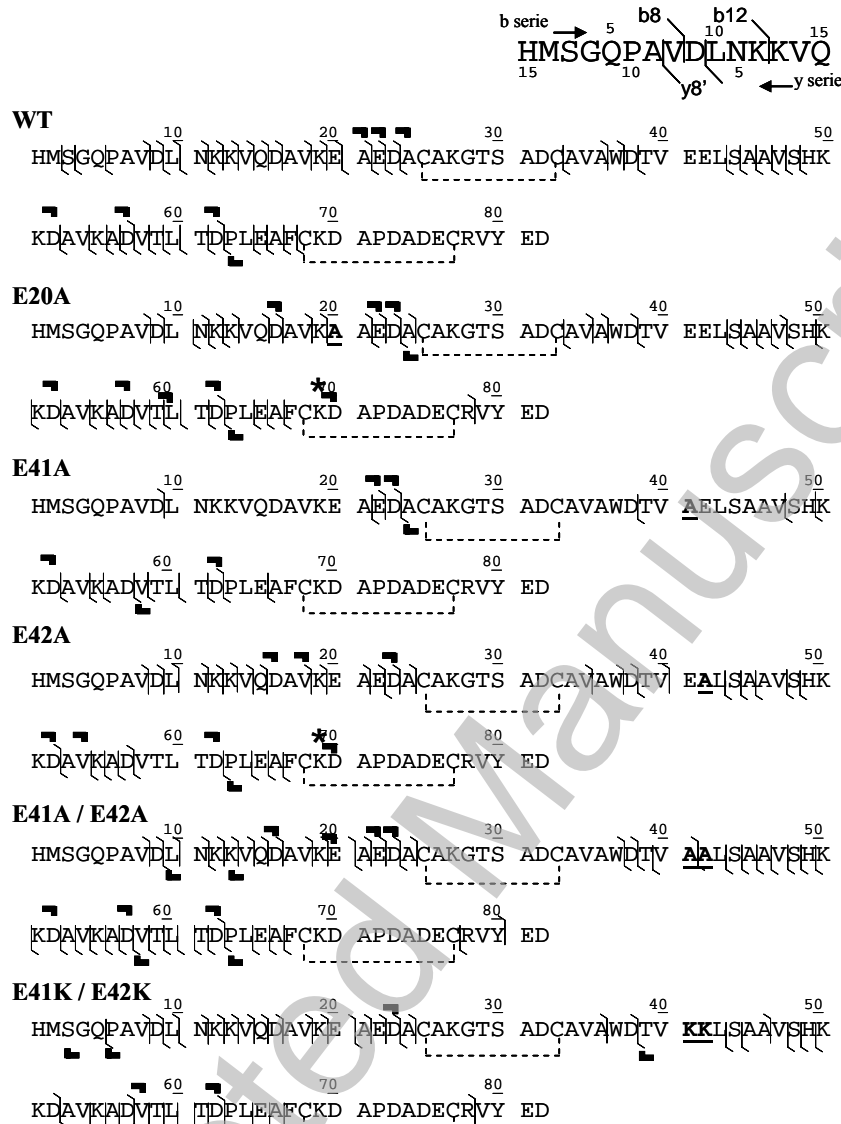 b serie 5 b8 b12 10 15
HMSGQPAVDLNKKVQ
15 10 y8' 5 y serie
WT
10 20 30 40 50
HMSGQPAVDL NKKVQDAVKE AEDACAKGTS ADCAVAWDTV EELSAAVSHK
60 70 80
KDAVKADVTL TDPLEAFCKD APDADECRVY ED
E20A
10 20 30 40 50
HMSGQPAVDL NKKVQDAVKA AEDACAKGTS ADCAVAWDTV EELSAAVSHK
60 * 70 80
KDAVKADVTL TDPLEAFCKD APDADECRVY ED
E41A
10 20 30 40 50
HMSGQPAVDL NKKVQDAVKE AEDACAKGTS ADCAVAWDTV AELSAAVSHK
60 70 80
KDAVKADVTL TDPLEAFCKD APDADECRVY ED
E42A
10 20 30 40 50
HMSGQPAVDL NKKVQDAVKE AEDACAKGTS ADCAVAWDTV EALSAAVSHK
60 * 70 80
KDAVKADVTL TDPLEAFCKD APDADECRVY ED
E41A / E42A
10 20 30 40 50
HMSGQPAVDL NKKVQDAVKE AEDACAKGTS ADCAVAWDTV AALSAAVSHK
60 70 80
KDAVKADVTL TDPLEAFCKD APDADECRVY ED
E41K / E42K
10 20 30 40 50
HMSGQPAVDL NKKVQDAVKE AEDACAKGTS ADCAVAWDTV KKLSAAVSHK
60 70 80
KDAVKADVTL TDPLEAFCKD APDADECRVY ED
nted Manuscri